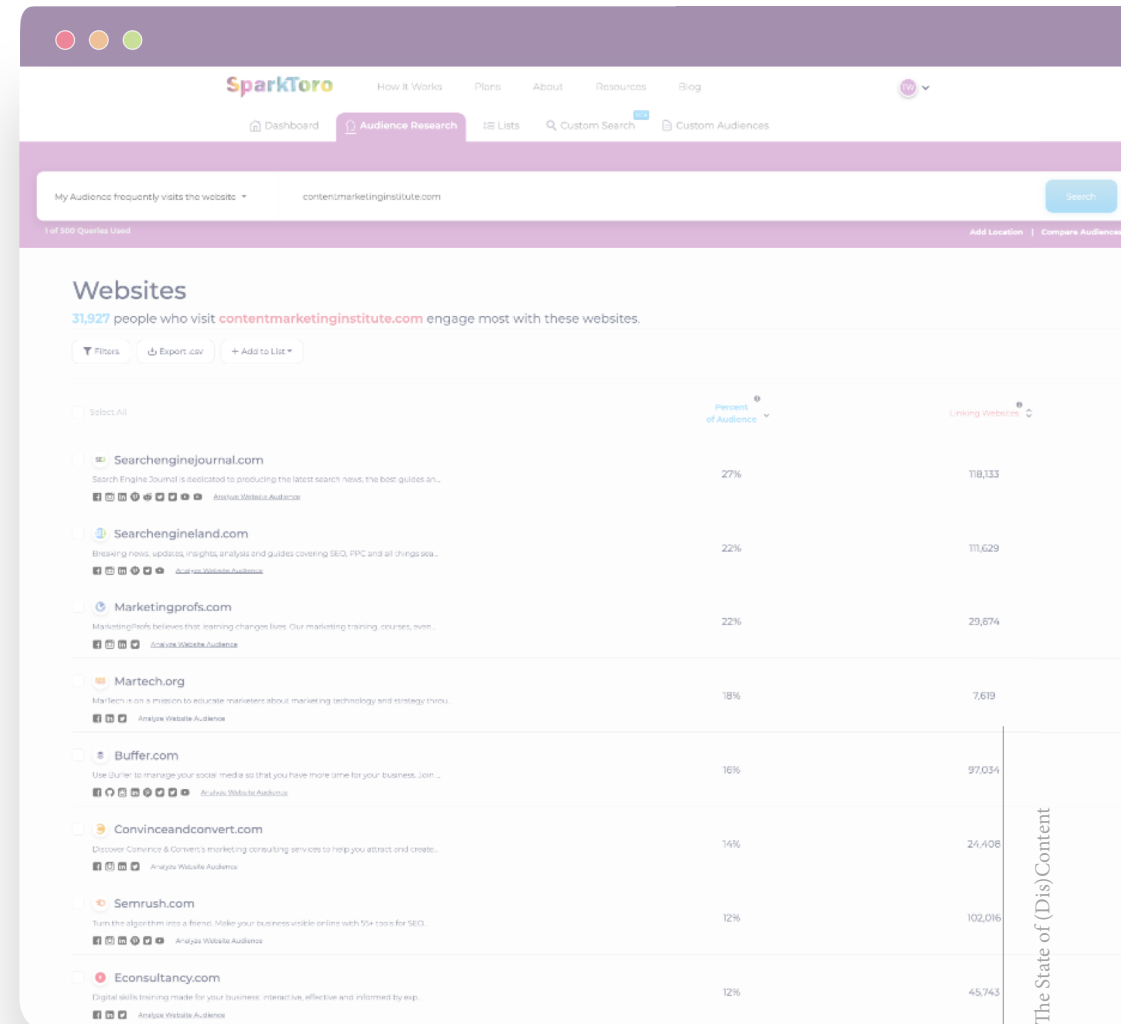 SparkToro How It Works Plans About Resources Blog TW
Dashboard Audience Research Lists Custom Search BETA Custom Audiences
My Audience frequently visits the website contentmarketinginstitute.com Search
1 of 500 Queries Used Add Location | Compare Audiences
Websites
31,927 people who visit contentmarketinginstitute.com engage most with these websites.
Filters Export .csv + Add to List
Select All Percent of Audience Linking Websites
Searchenginejournal.com 27% 118,133
Search Engine Journal is dedicated to producing the latest search news, the best guides an...
Analyze Website Audience
Searchengineland.com 22% 111,629
Breaking news, updates, insights, analysis and guides covering SEO, PPC and all things sea...
Analyze Website Audience
Marketingprofs.com 22% 29,674
MarketingProfs believes that learning changes lives. Our marketing training, courses, even...
Analyze Website Audience
Martech.org 18% 7,619
MarTech is on a mission to educate marketers about marketing technology and strategy throu...
Analyze Website Audience
Buffer.com 16% 97,034
Use Buffer to manage your social media so that you have more time for your business. Join ...
Analyze Website Audience
Convinceandconvert.com 14% 24,408
Discover Convince & Convert's marketing consulting services to help you attract and create...
Analyze Website Audience
Semrush.com 12% 102,016
Turn the algorithm into a friend. Make your business visible online with 55+ tools for SEO...
Analyze Website Audience
Econsultancy.com 12% 45,743
Digital skills training made for your business: interactive, effective and informed by exp...
Analyze Website Audience
The State of (Dis)Content